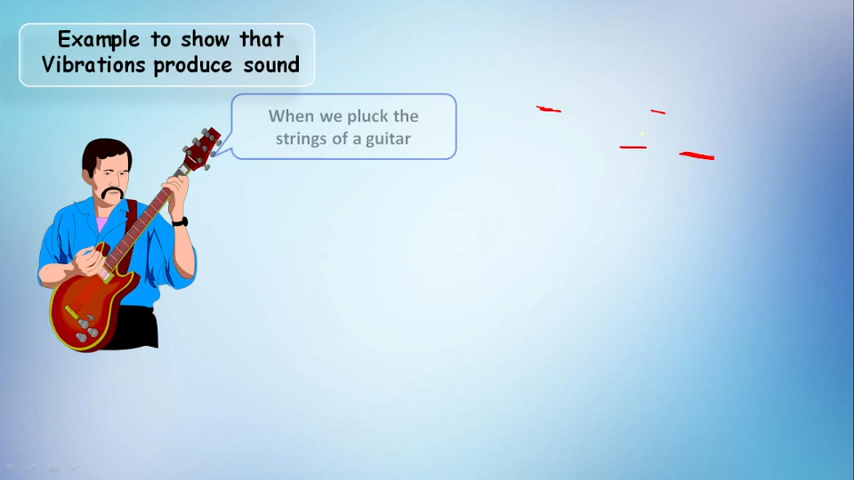 Example to show that
Vibrations produce sound
When we pluck the
strings of a guitar